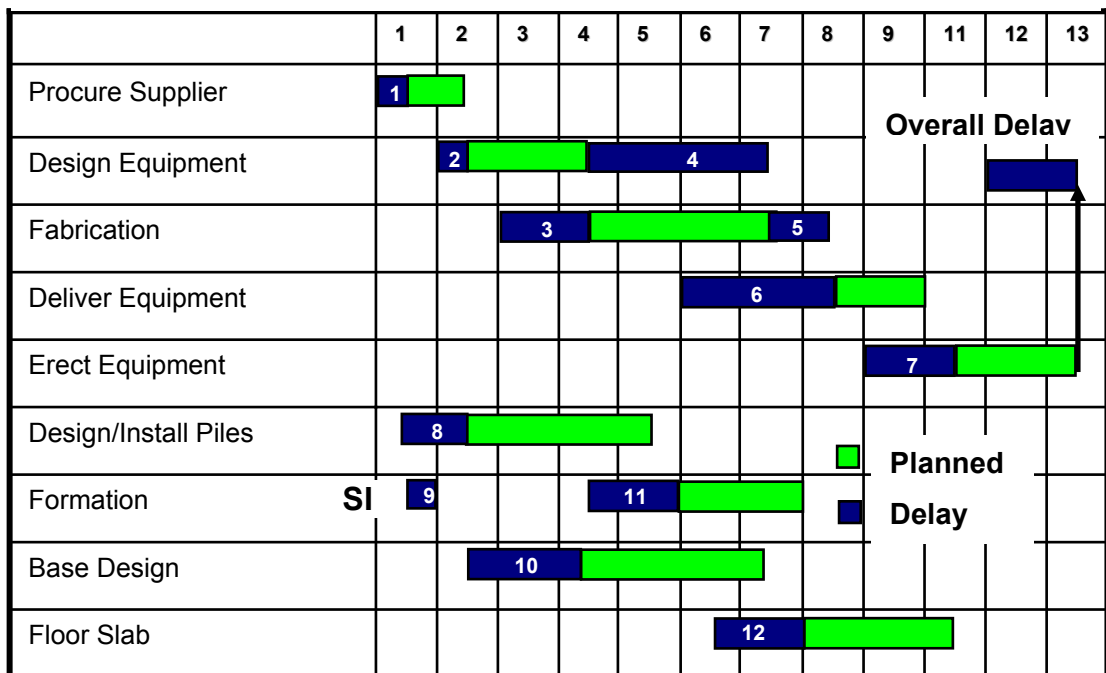 1 2 3 4 5 6 7 8 9 11 12 13
Procure Supplier 1
Overall Delay
Design Equipment 2 4
Fabrication 3 5
Deliver Equipment 6
Erect Equipment 7
Design/Install Piles 8
Planned
Formation SI 9 11
Delay
Base Design 10
Floor Slab 12